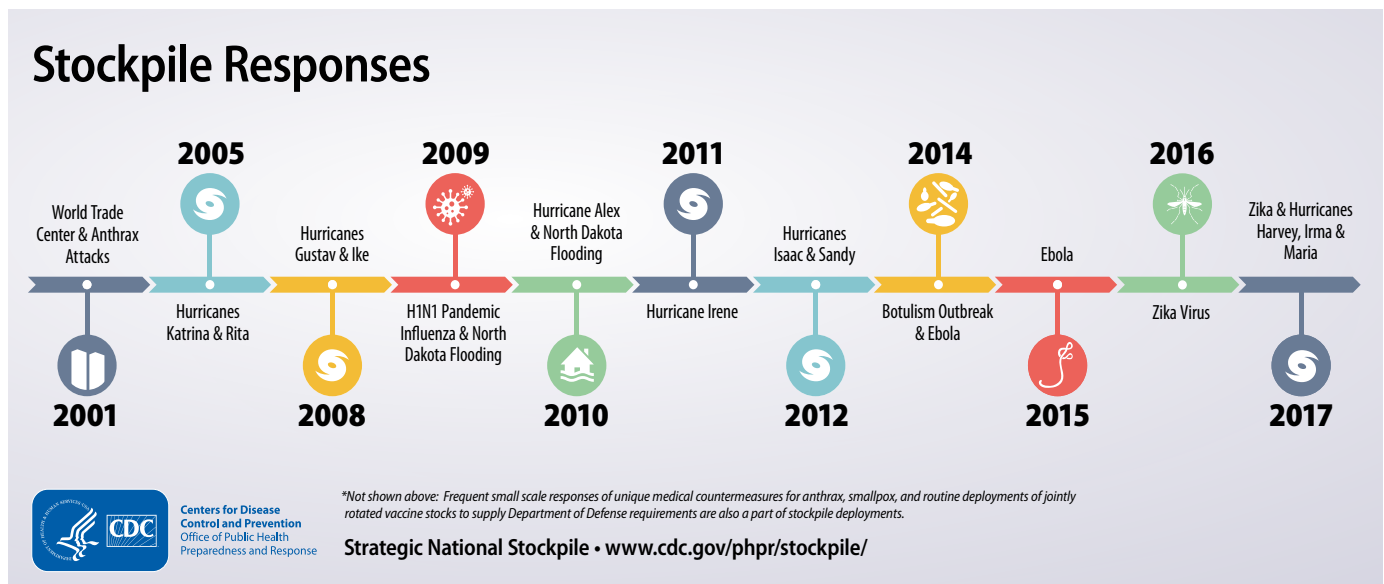 Stockpile Responses
2001
World Trade
Center & Anthrax
Attacks
2005
Hurricanes
Katrina & Rita
2008
Hurricanes
Gustav & Ike
2009
H1N1 Pandemic
Influenza & North
Dakota Flooding
2010
Hurricane Alex
& North Dakota
Flooding
2011
Hurricane Irene
2012
Hurricanes
Isaac & Sandy
2014
Botulism Outbreak
& Ebola
2015
Ebola
2016
Zika Virus
2017
Zika & Hurricanes
Harvey, Irma &
Maria
CDC
Centers for Disease
Control and Prevention
Office of Public Health
Preparedness and Response
*Not shown above: Frequent small scale responses of unique medical countermeasures for anthrax, smallpox, and routine deployments of jointly
rotated vaccine stocks to supply Department of Defense requirements are also a part of stockpile deployments.
Strategic National Stockpile • www.cdc.gov/phpr/stockpile/